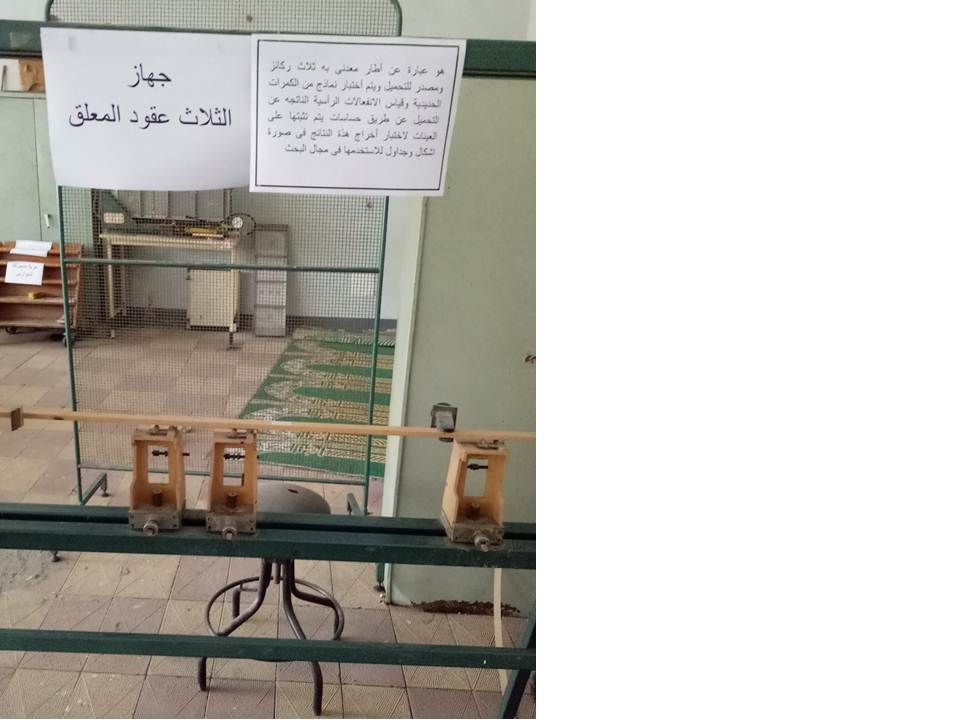 جهاز
الثلاث عقود المعلق
هو عبارة عن أطار معدنى به ثلاث ركائز
ومصدر للتحميل ويتم أختبار نماذج من الكمرات
الحديدية وقياس الانفعالات الرأسية الناتجه عن
التحميل عن طريق حساسات يتم تثبتها على
العينات لاختبار أخراج هذة النتائج فى صورة
اشكال وجداول للاستخدمها فى مجال البحث